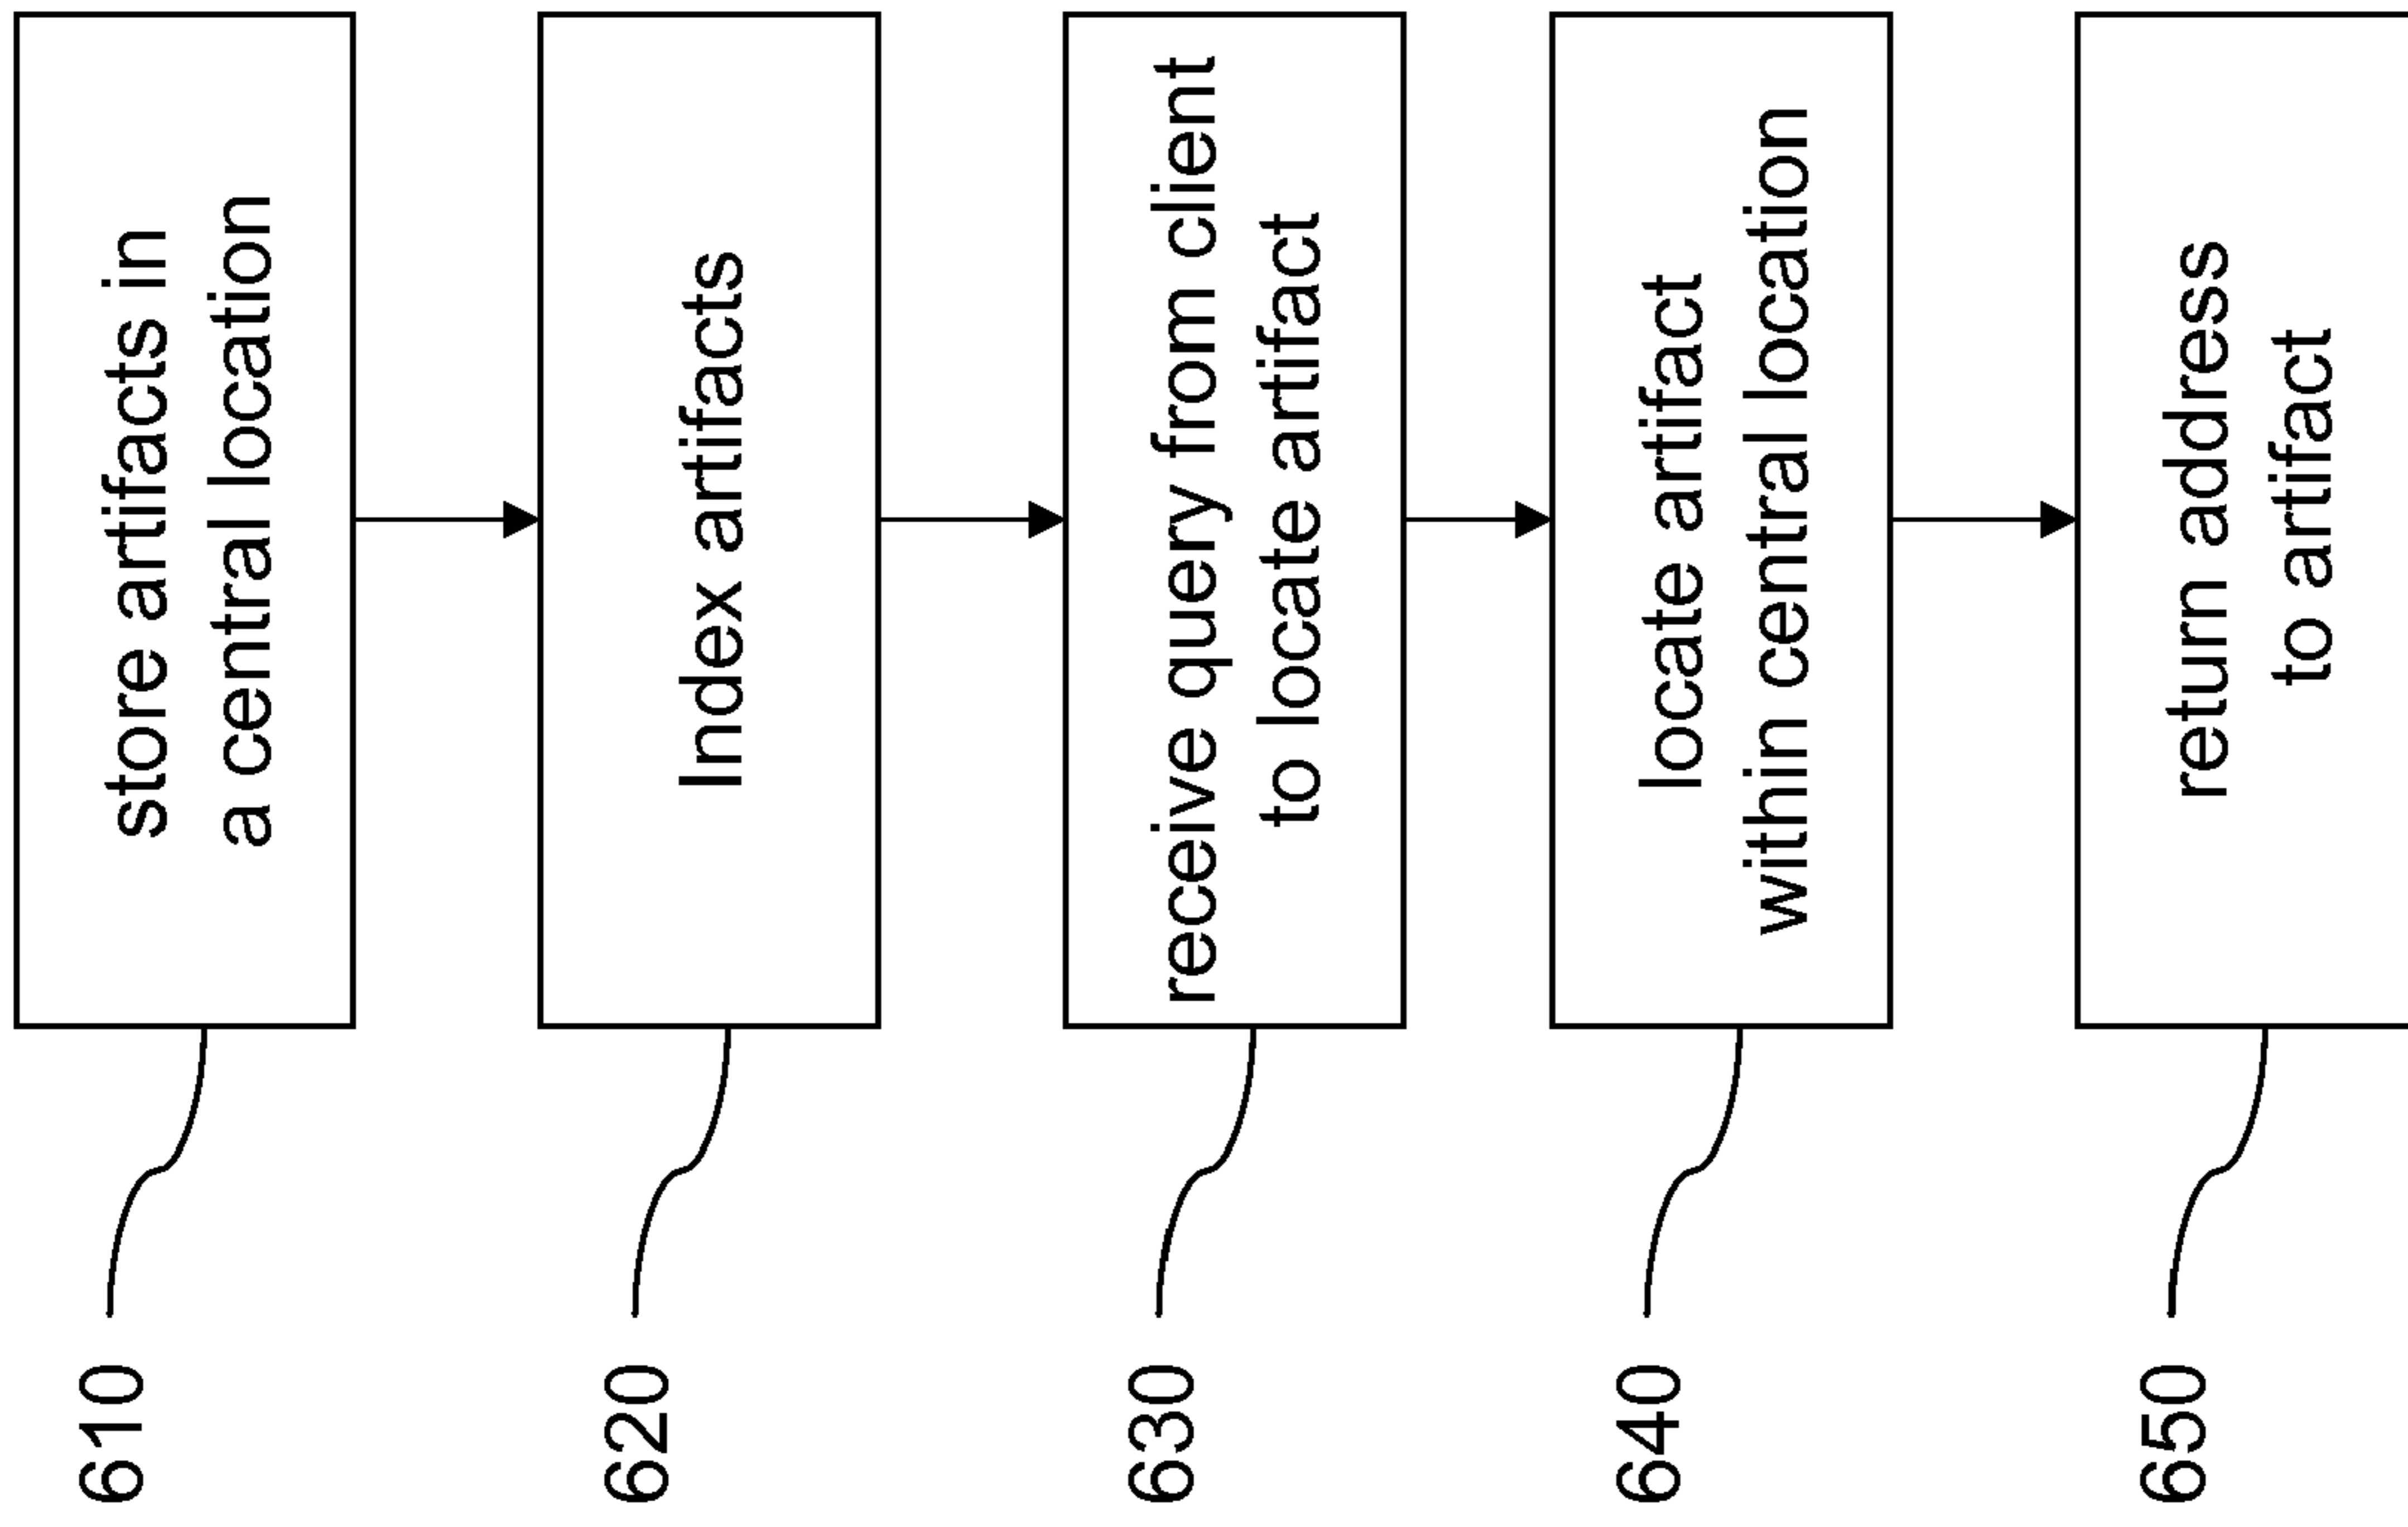 610
store artifacts in
a central location
620
Index artifacts
630
receive query from client
to locate artifact
640
locate artifact
within central location
650
return address
to artifact